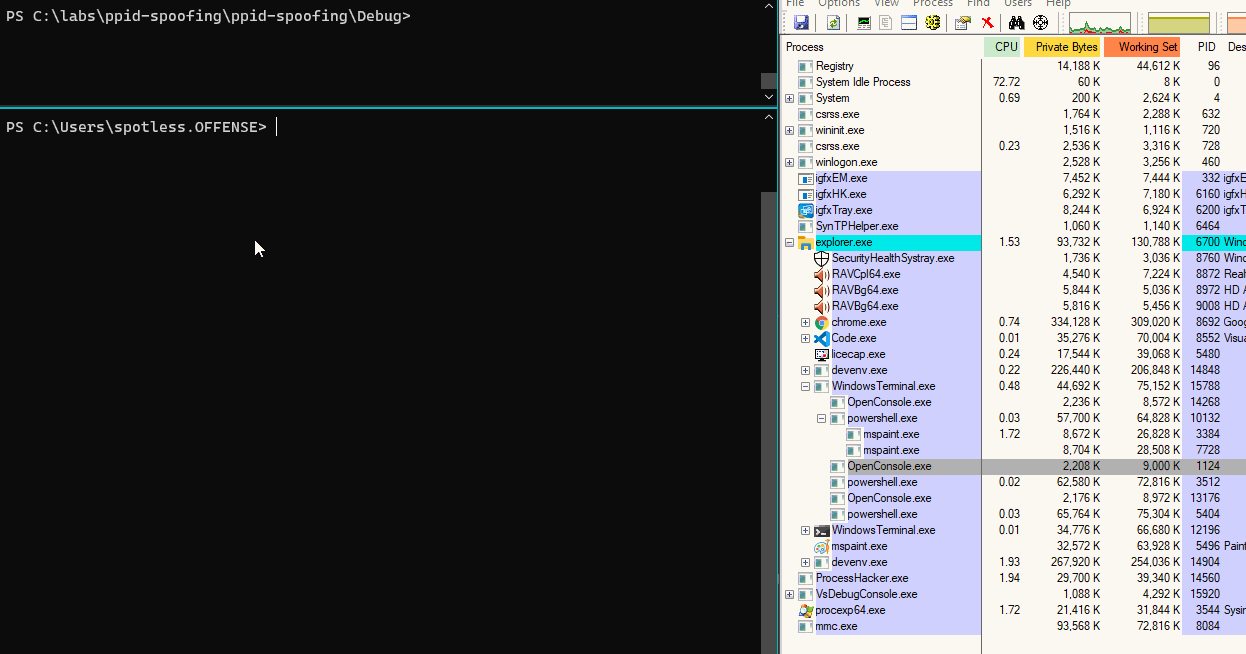 PS C:\labs\ppid-spoofing\ppid-spoofing\Debug>
PS C:\Users\spotless.OFFENSE>
File Options View Process Find Users Help
Process CPU Private Bytes Working Set PID Des
Registry 14,188 K 44,612 K 96
System Idle Process 72.72 60 K 8 K 0
System 0.69 200 K 2,624 K 4
csrss.exe 1,764 K 2,288 K 632
wininit.exe 1,516 K 1,116 K 720
csrss.exe 0.23 2,536 K 3,316 K 728
winlogon.exe 2,528 K 3,256 K 460
igfxEM.exe 7,452 K 7,444 K 332 igfxE
igfxHK.exe 6,292 K 7,180 K 6160 igfxH
igfxTray.exe 8,244 K 6,924 K 6200 igfxT
SynTPHelper.exe 1,060 K 1,140 K 6464
explorer.exe 1.53 93,732 K 130,788 K 6700 Wind
SecurityHealthSystray.exe 1,736 K 3,036 K 8760 Wind
RAVCpl64.exe 4,540 K 7,224 K 8872 Realt
RAVBg64.exe 5,844 K 5,036 K 8972 HD A
RAVBg64.exe 5,816 K 5,456 K 9008 HD A
chrome.exe 0.74 334,128 K 309,020 K 8692 Goog
Code.exe 0.01 35,276 K 70,004 K 8552 Visua
licecap.exe 0.24 17,544 K 39,068 K 5480
devenv.exe 0.22 226,440 K 206,848 K 14848
WindowsTerminal.exe 0.48 44,692 K 75,152 K 15788
OpenConsole.exe 2,236 K 8,572 K 14268
powershell.exe 0.03 57,700 K 64,828 K 10132
mspaint.exe 1.72 8,672 K 26,828 K 3384
mspaint.exe 8,704 K 28,508 K 7728
OpenConsole.exe 2,208 K 9,000 K 1124
powershell.exe 0.02 62,580 K 72,816 K 3512
OpenConsole.exe 2,176 K 8,972 K 13176
powershell.exe 0.03 65,764 K 75,304 K 5404
WindowsTerminal.exe 0.01 34,776 K 66,680 K 12196
mspaint.exe 32,572 K 63,928 K 5496 Paint
devenv.exe 1.93 267,920 K 254,036 K 14904
ProcessHacker.exe 1.94 29,700 K 39,340 K 14560
VsDebugConsole.exe 1,088 K 4,292 K 15920
procexp64.exe 1.72 21,416 K 31,844 K 3544 Sysin
mmc.exe 93,568 K 72,816 K 8084